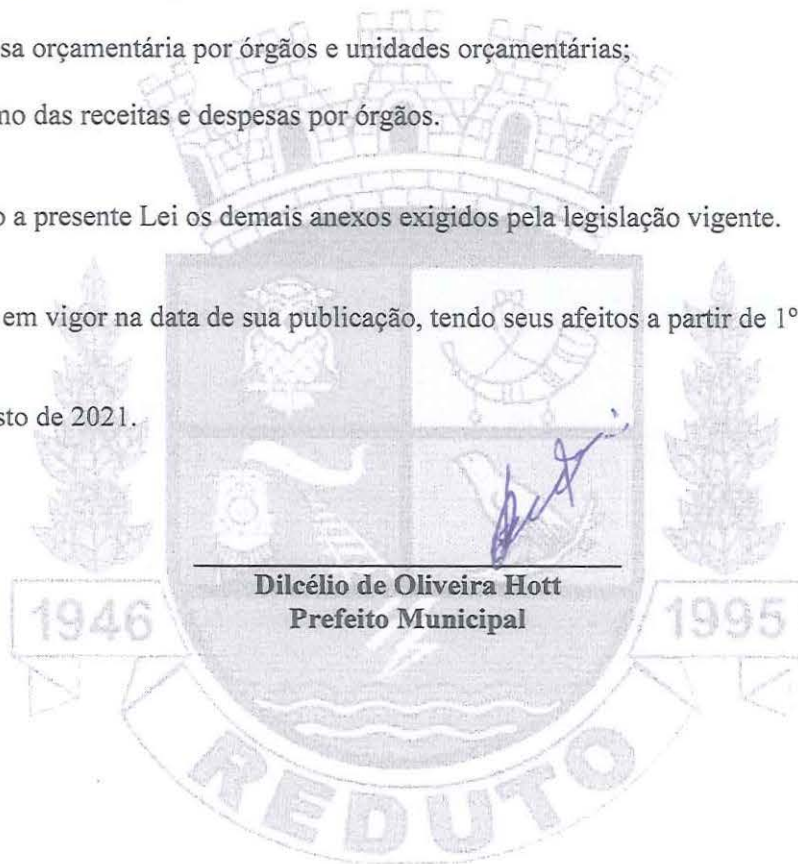 sa orçamentária por órgãos e unidades orçamentárias;
no das receitas e despesas por órgãos.
o a presente Lei os demais anexos exigidos pela legislação vigente.
em vigor na data de sua publicação, tendo seus afeitos a partir de 1º
sto de 2021.
Dilcélio de Oliveira Hott
Prefeito Municipal
1946
1995
REDUTO